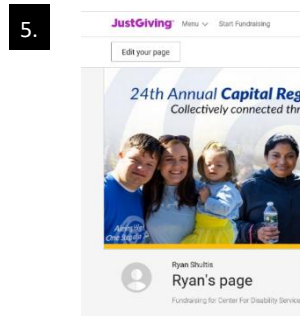 5.
JustGiving Menu Start Fundraising
Edit your page
24th Annual Capital Reg
Collectively connected thr
Ryan Shultis
Ryan's page
Fundraising for Center For Disability Service